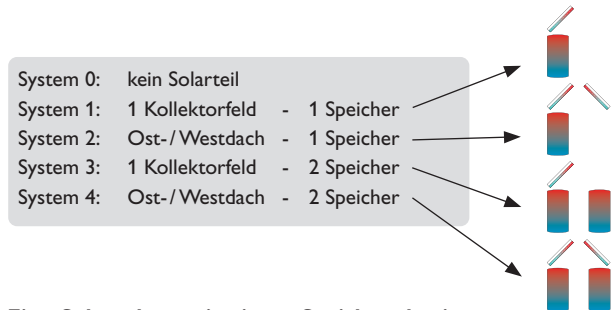 System 0: kein Solarteil
System 1: 1 Kollektorfeld - 1 Speicher
System 2: Ost-/Westdach - 1 Speicher
System 3: 1 Kollektorfeld - 2 Speicher
System 4: Ost-/Westdach - 2 Speicher